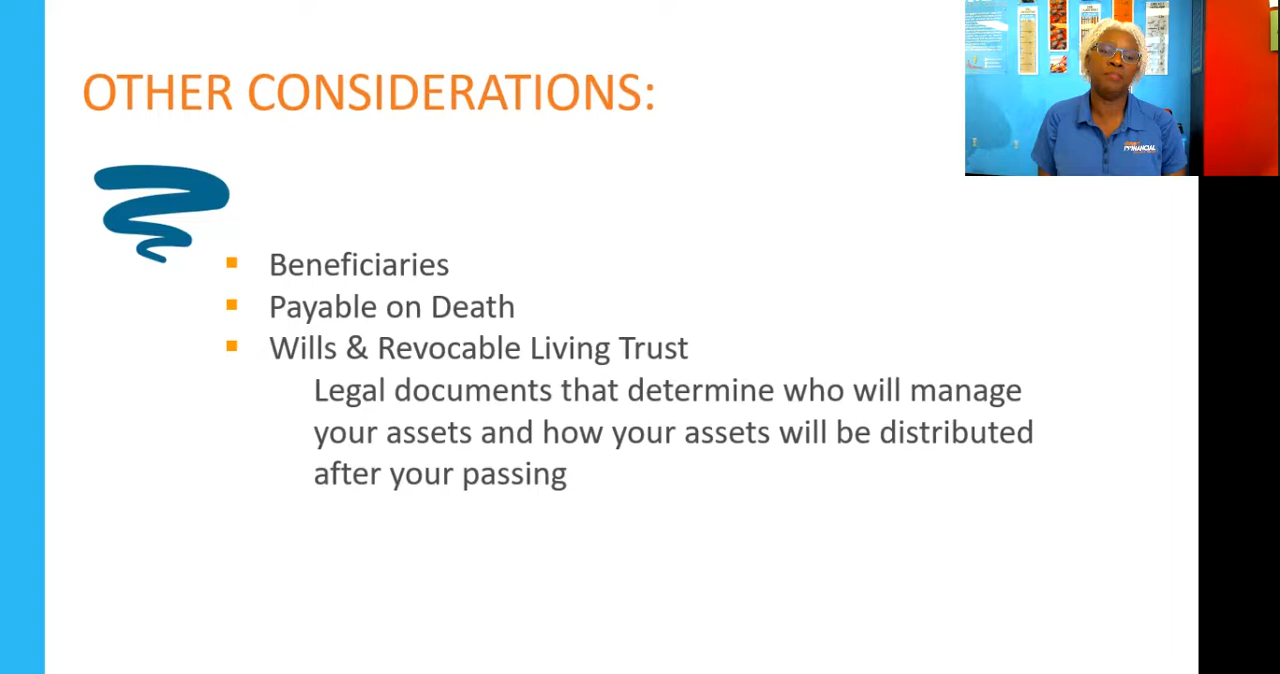 OTHER CONSIDERATIONS:
Beneficiaries
Payable on Death
Wills & Revocable Living Trust
Legal documents that determine who will manage
your assets and how your assets will be distributed
after your passing